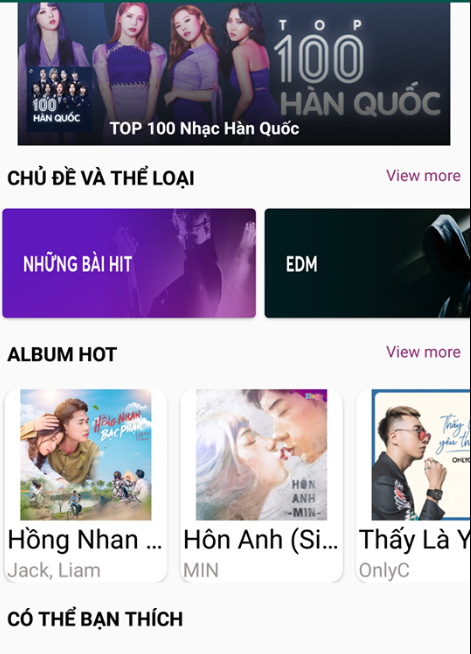 TOP
100
HÀN QUỐC
100
HÀN QUỐC
TOP 100 Nhạc Hàn Quốc
CHỦ ĐỀ VÀ THỂ LOẠI
View more
NHỮNG BÀI HIT
EDM
ALBUM HOT
View more
HỒNG NHAN
BẠC PHẬN
HÔN
ANH
-MIN-
Thấy
yêu th
ONLYC
Hồng Nhan ...
Jack, Liam
Hôn Anh (Si...
MIN
Thấy Là Y
OnlyC
CÓ THỂ BẠN THÍCH